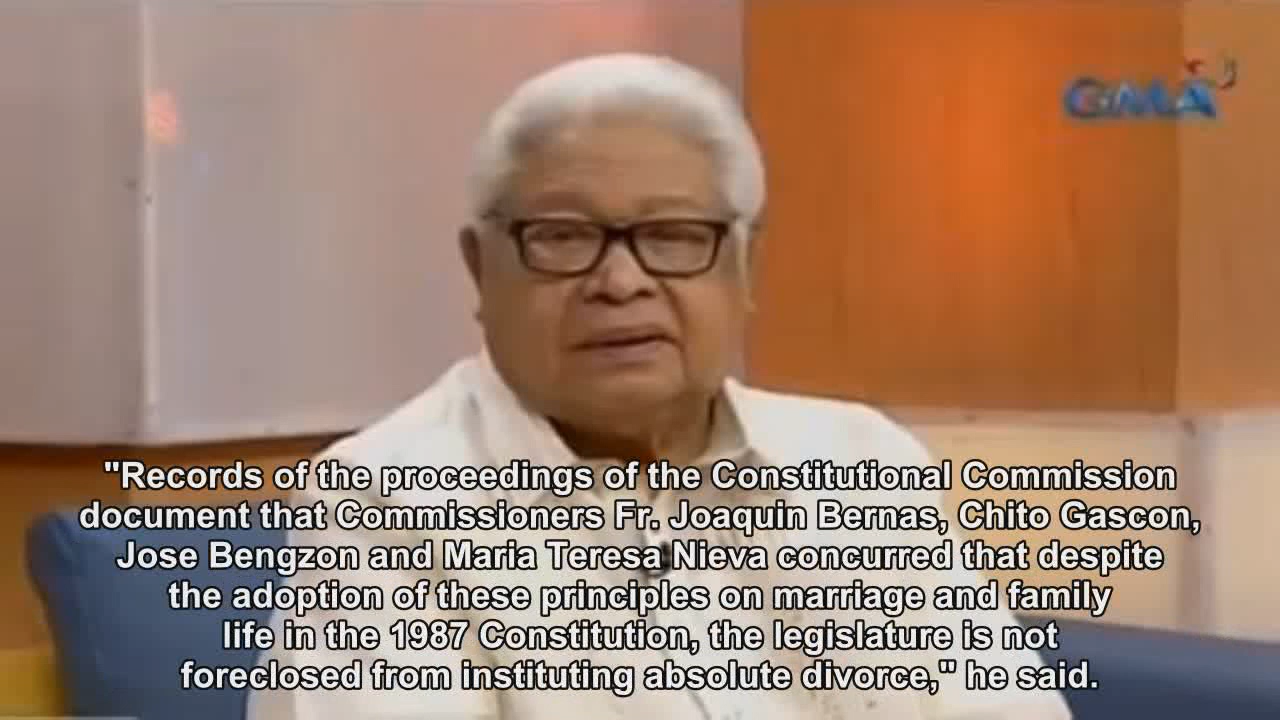 GMA
"Records of the proceedings of the Constitutional Commission
document that Commissioners Fr. Joaquin Bernas, Chito Gascon,
Jose Bengzon and Maria Teresa Nieva concurred that despite
the adoption of these principles on marriage and family
life in the 1987 Constitution, the legislature is not
foreclosed from instituting absolute divorce," he said.